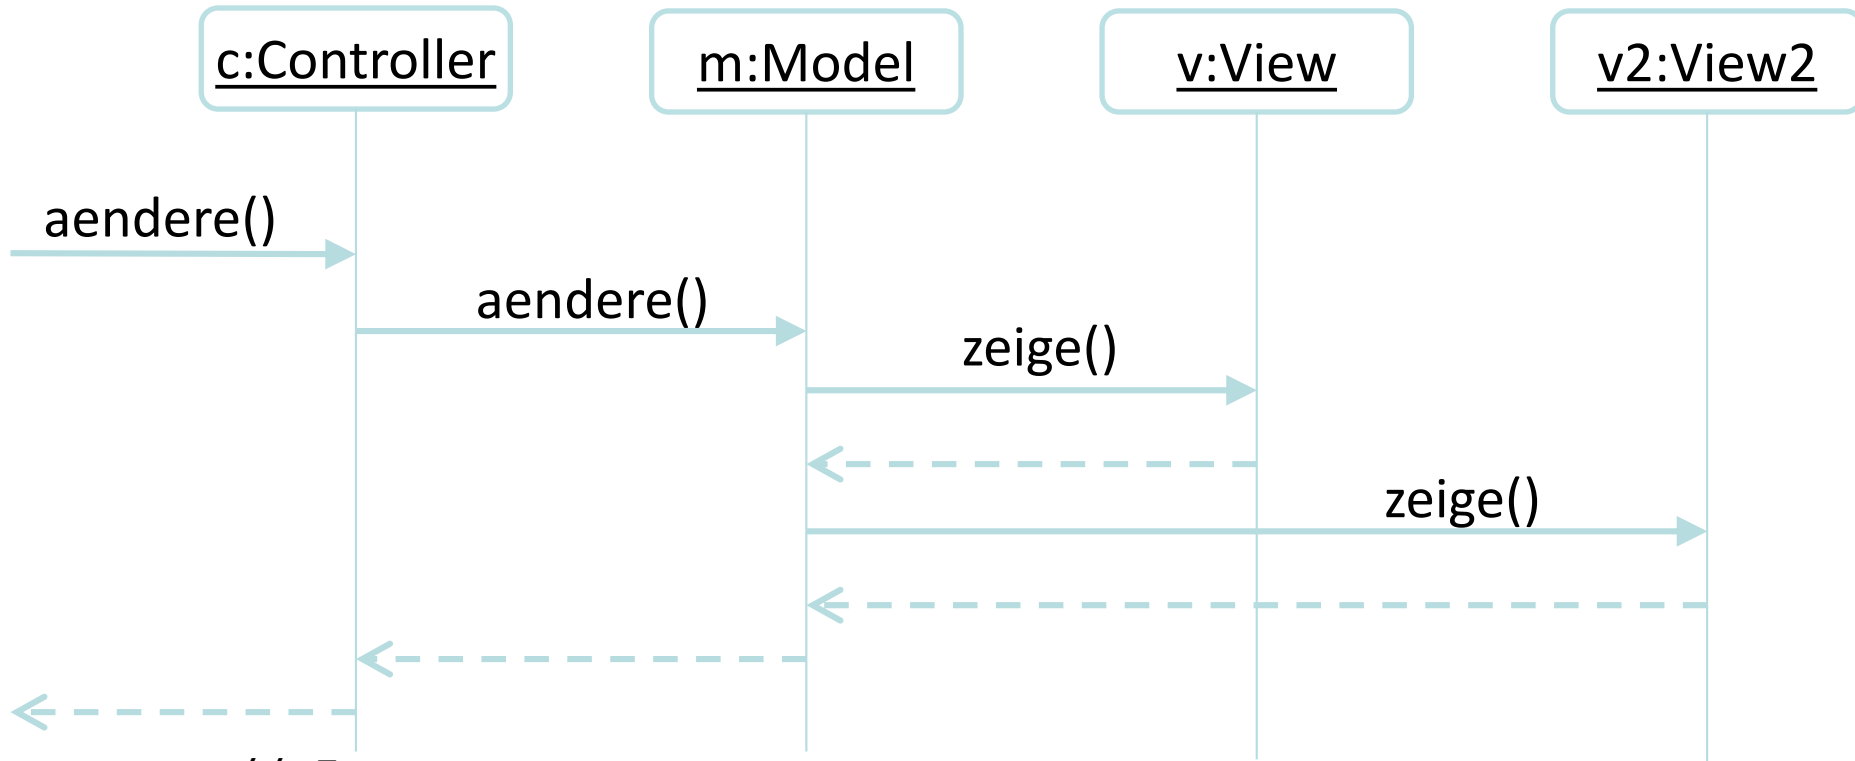 c:Controller
m:Model
v:View
v2:View2
aendere()
aendere()
zeige()
zeige()